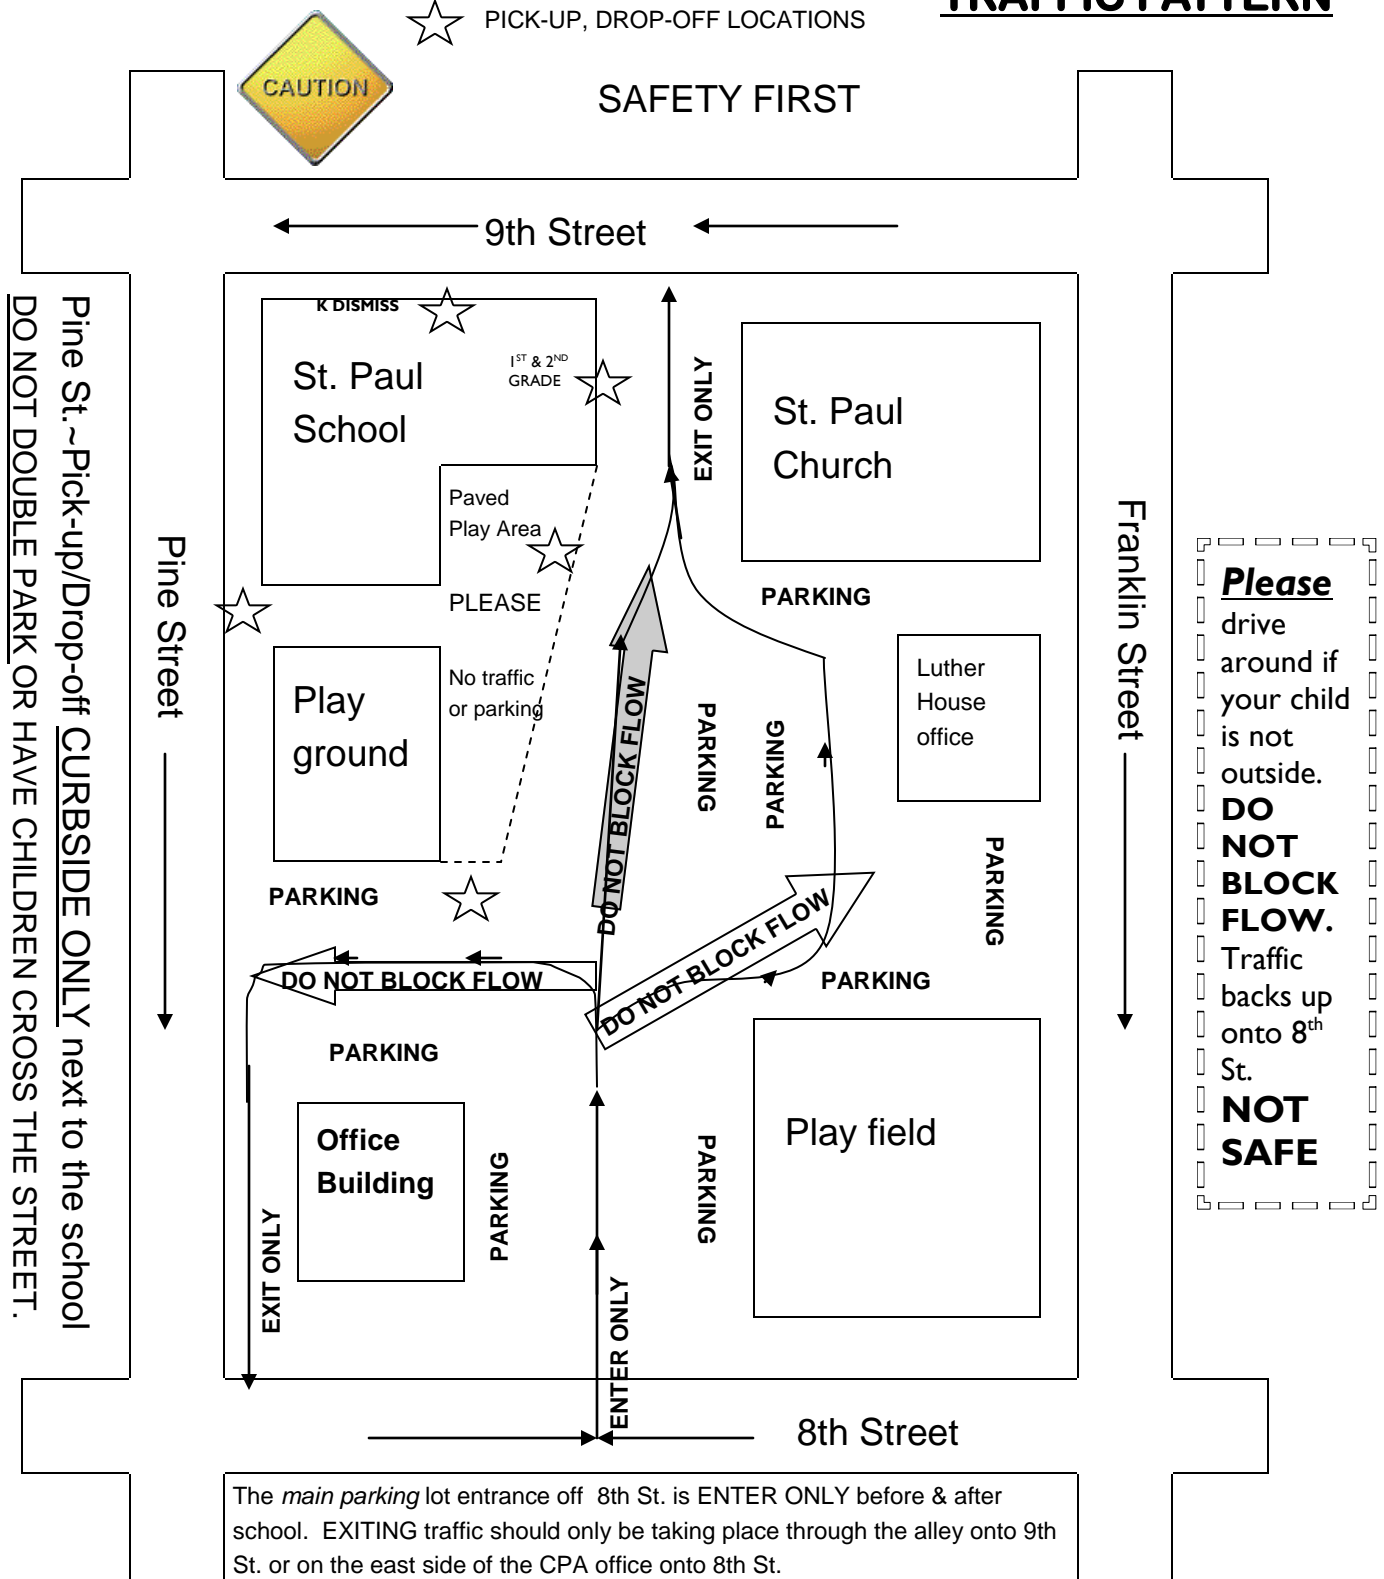 TRAFFIC PATTERN
PICK-UP, DROP-OFF LOCATIONS
CAUTION
SAFETY FIRST
9th Street
K DISMISS
St. Paul
School
1ST & 2ND
GRADE
EXIT ONLY
St. Paul
Church
Paved
Play Area
PLEASE
No traffic
or parking
PARKING
Pine St.~Pick-up/Drop-off CURBSIDE ONLY next to the school
DO NOT DOUBLE PARK OR HAVE CHILDREN CROSS THE STREET.
Pine Street
Franklin Street
Play
ground
Luther
House
office
DO NOT BLOCK FLOW
PARKING
PARKING
PARKING
PARKING
DO NOT BLOCK FLOW
DO NOT BLOCK FLOW
PARKING
PARKING
Office
Building
PARKING
PARKING
Play field
EXIT ONLY
ENTER ONLY
8th Street
Please
drive
around if
your child
is not
outside.
DO
NOT
BLOCK
FLOW.
Traffic
backs up
onto 8th
St.
NOT
SAFE
The main parking lot entrance off 8th St. is ENTER ONLY before & after
school. EXITING traffic should only be taking place through the alley onto 9th
St. or on the east side of the CPA office onto 8th St.